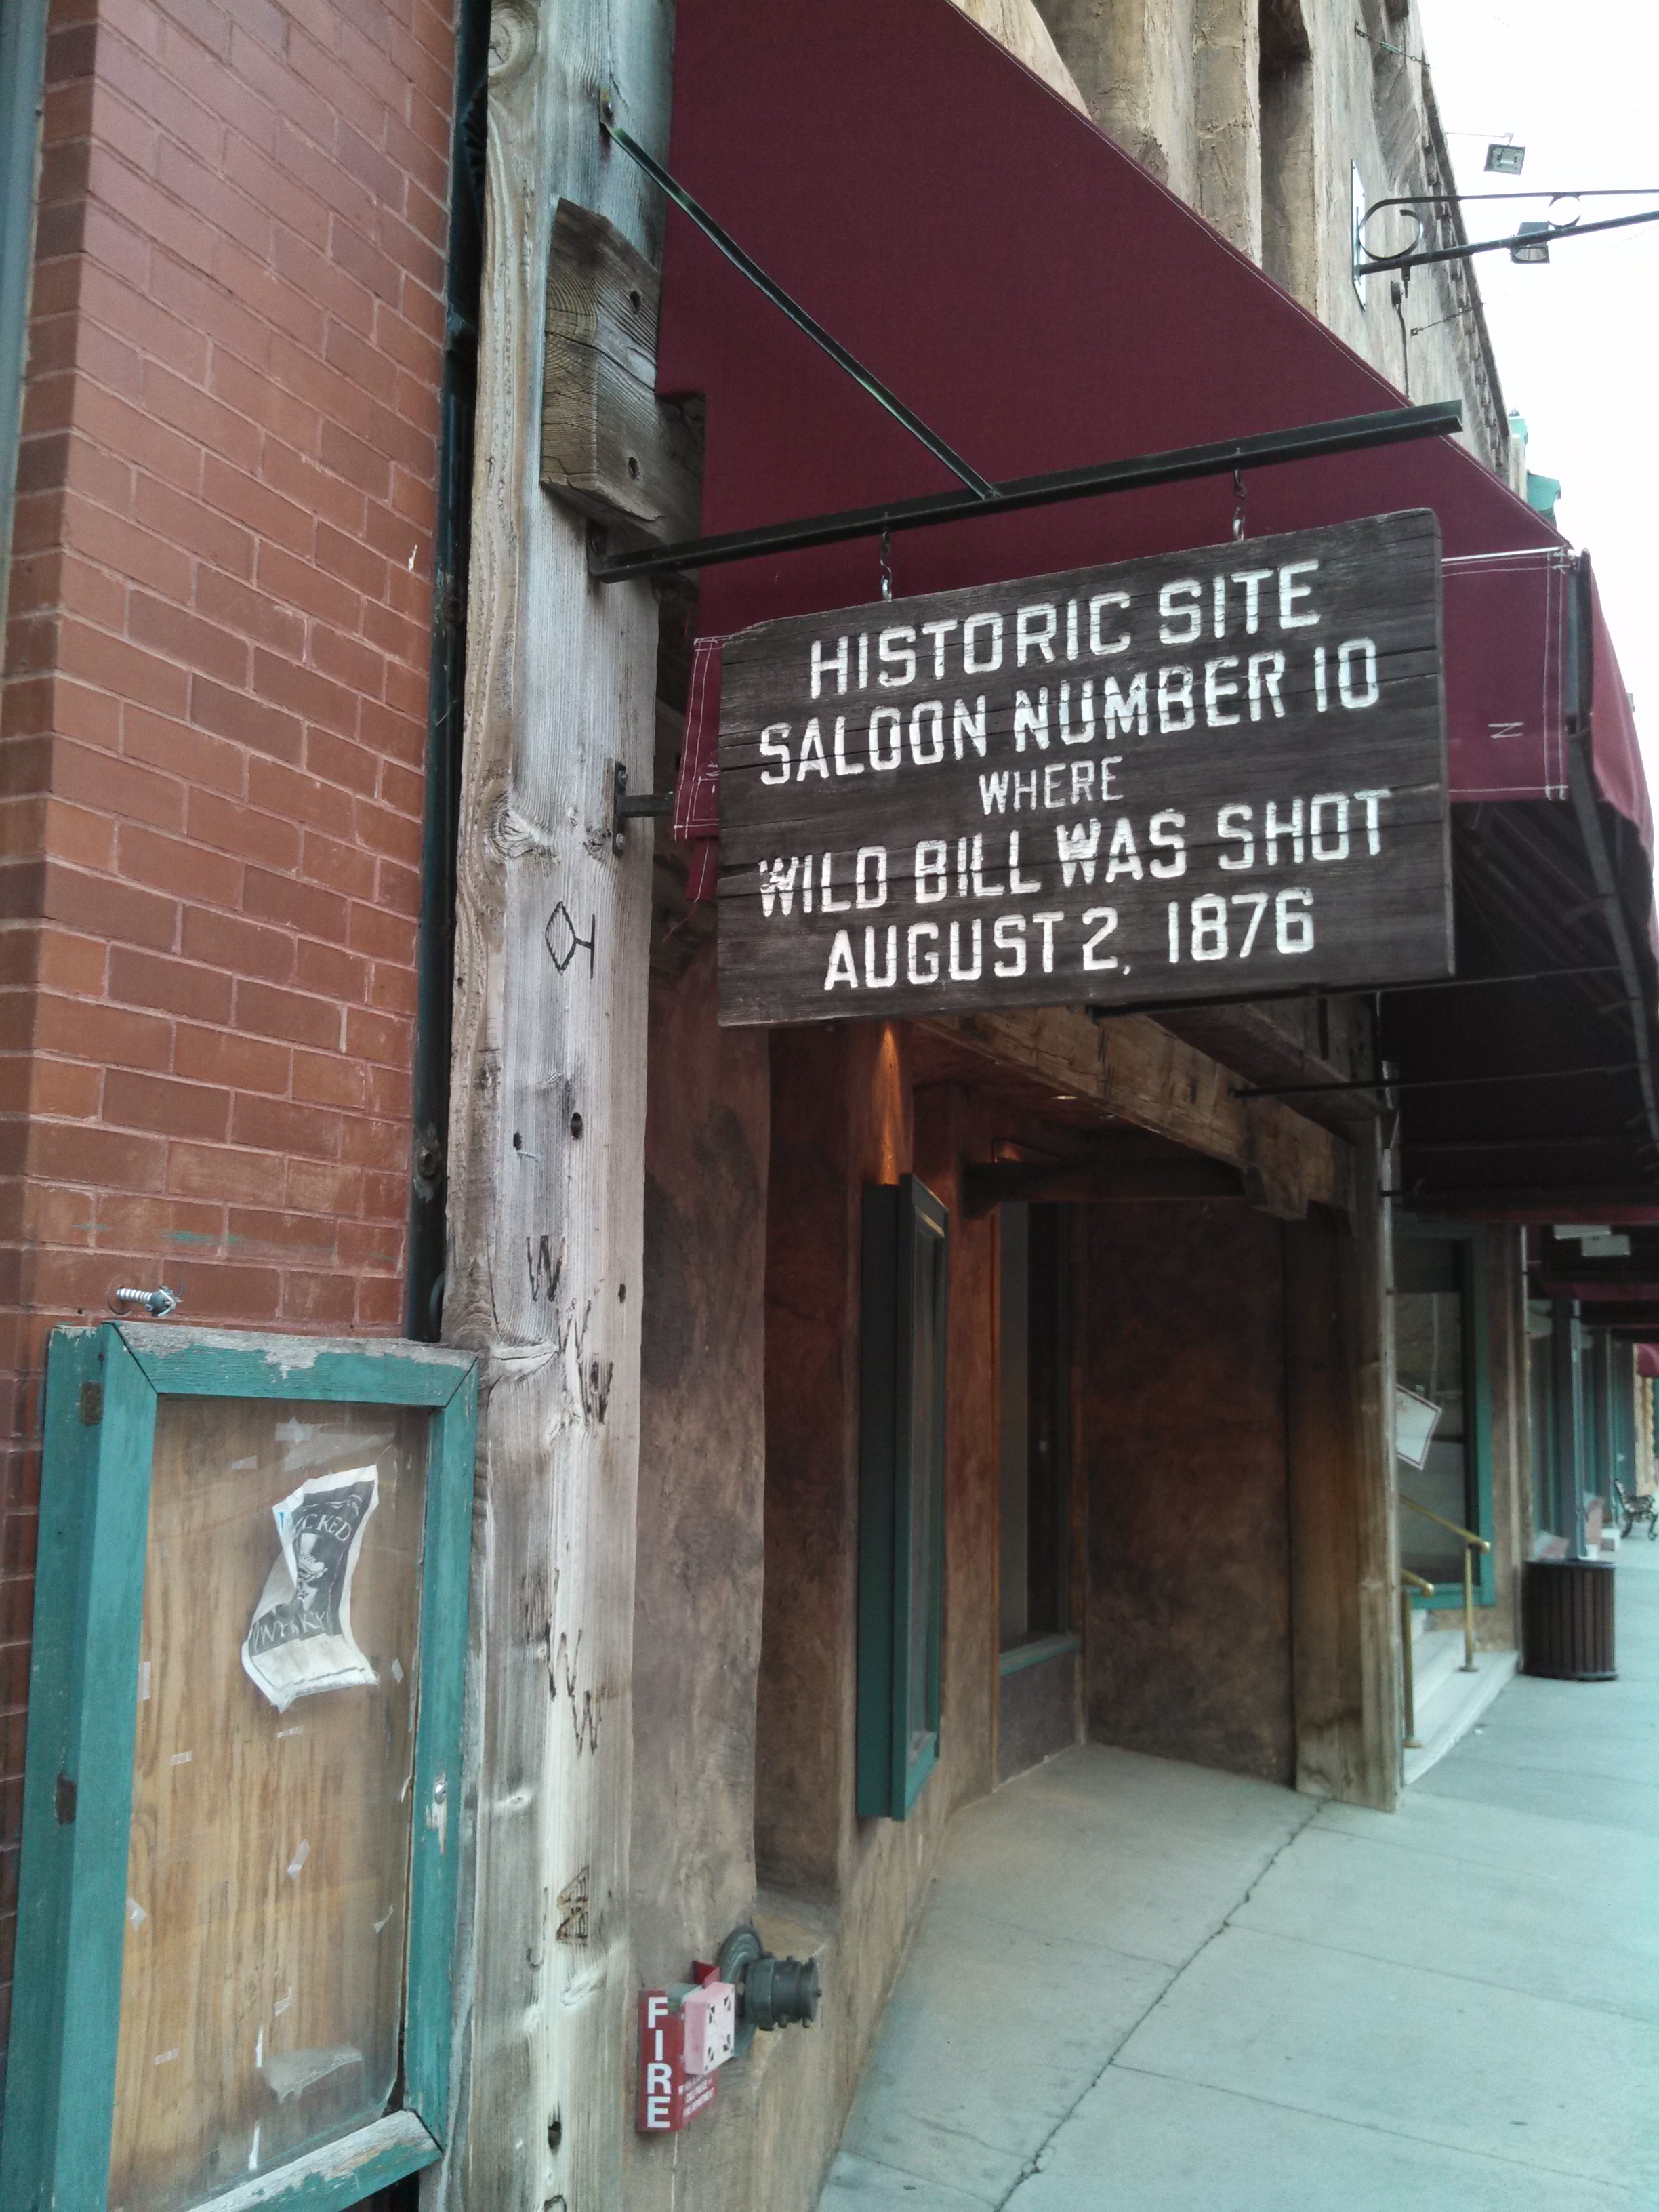 HISTORIC SITE
SALOON NUMBER 10
WHERE
WILD BILL WAS SHOT
AUGUST 2, 1876
FIRE